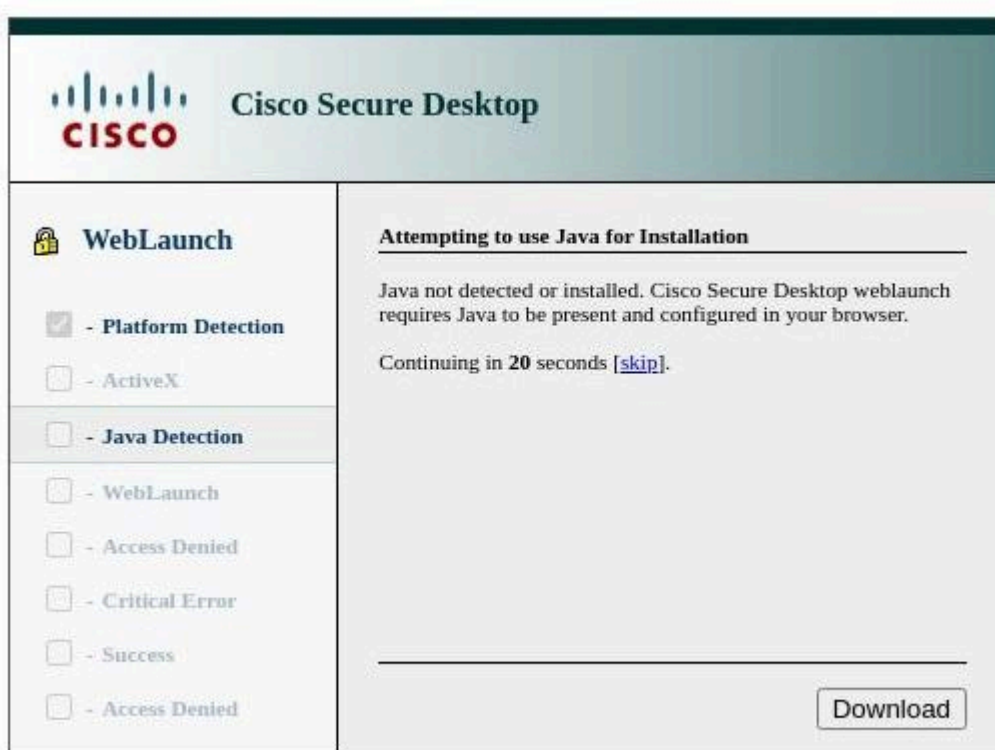 CISCO
Cisco Secure Desktop
WebLaunch
- Platform Detection
- ActiveX
- Java Detection
- WebLaunch
- Access Denied
- Critical Error
- Success
- Access Denied
Attempting to use Java for Installation
Java not detected or installed. Cisco Secure Desktop weblaunch
requires Java to be present and configured in your browser.
Continuing in 20 seconds [skip].
Download